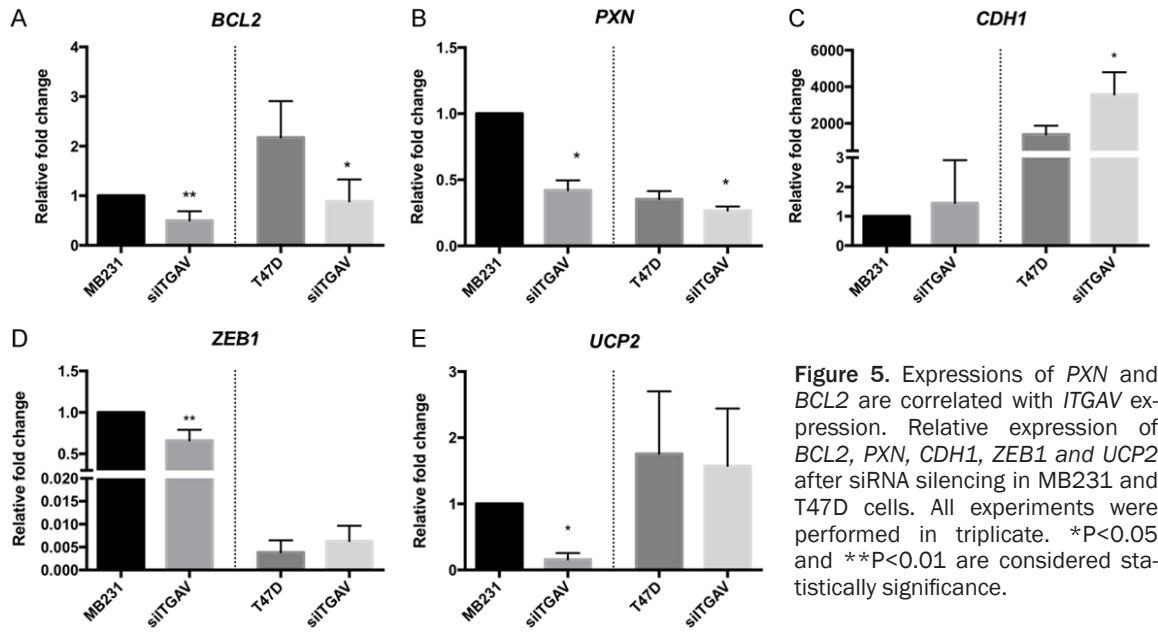 A
BCL2
Relative fold change
4
3
2
1
0
**
*
MB231
siITGAV
T47D
siITGAV
B
PXN
Relative fold change
1.5
1.0
0.5
0.0
*
*
MB231
siITGAV
T47D
siITGAV
C
CDH1
Relative fold change
6000
4000
2000
3
2
1
0
*
MB231
siITGAV
T47D
siITGAV
D
ZEB1
Relative fold change
1.5
1.0
0.5
0.020
0.015
0.010
0.005
0.000
**
MB231
siITGAV
T47D
siITGAV
E
UCP2
Relative fold change
3
2
1
0
*
MB231
siITGAV
T47D
siITGAV
Figure 5. Expressions of PXN and
BCL2 are correlated with ITGAV ex-
pression. Relative expression of
BCL2, PXN, CDH1, ZEB1 and UCP2
after siRNA silencing in MB231 and
T47D cells. All experiments were
performed in triplicate. *P<0.05
and **P<0.01 are considered sta-
tistically significance.